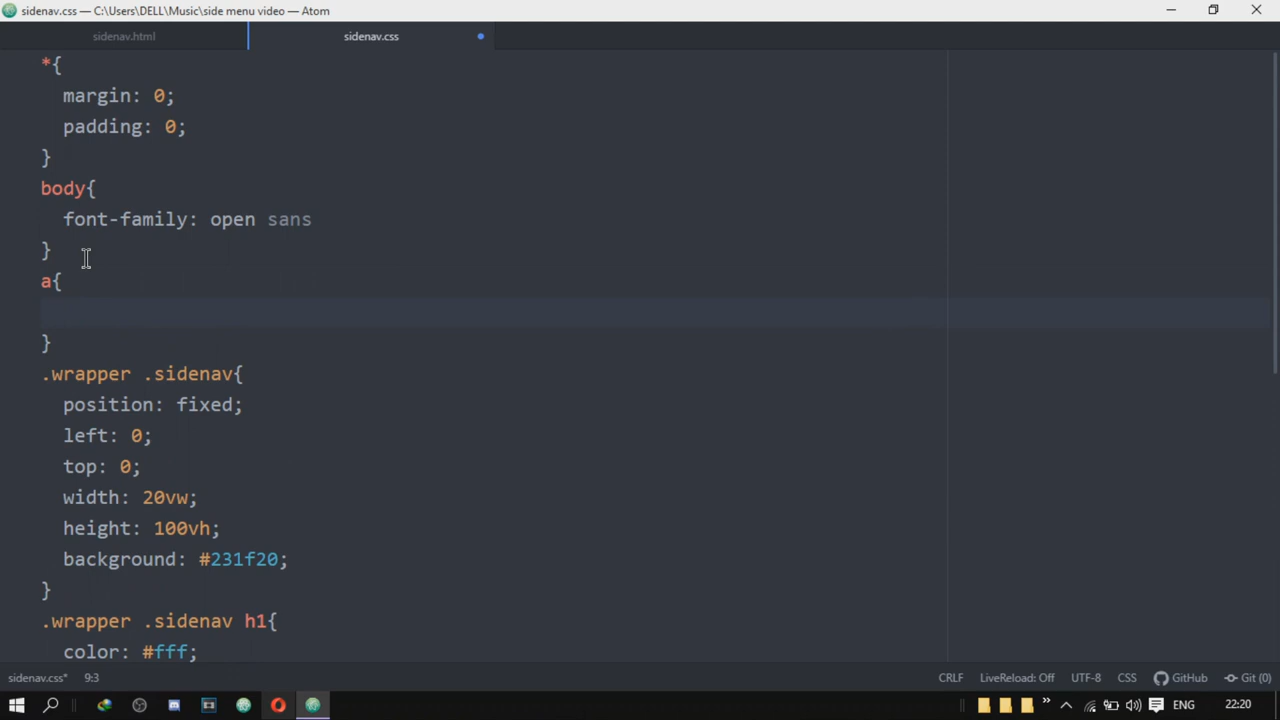 sidenav.css — C:\Users\DELL\Music\side menu video — Atom
sidenav.html
sidenav.css
*{
margin: 0;
padding: 0;
}
body{
font-family: open sans
}
a{
}
.wrapper .sidenav{
position: fixed;
left: 0;
top: 0;
width: 20vw;
height: 100vh;
background: #231f20;
}
.wrapper .sidenav h1{
color: #fff;
sidenav.css* 9:3 CRLF LiveReload: Off UTF-8 CSS GitHub Git (0)
ENG 22:20